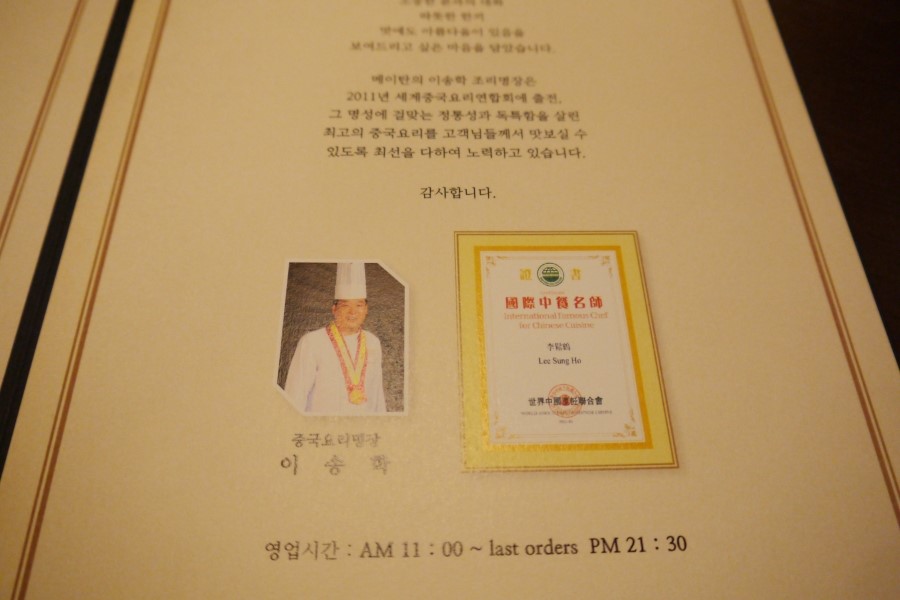 따뜻한 한끼
맛에도 아름다움이 있음을
보여드리고 싶은 마음을 담았습니다.
메이탄의 이송학 조리명장은
2011년 세계중국요리연합회에 출전,
그 명성에 걸맞는 정통성과 독특함을 살린
최고의 중국요리를 고객님들께서 맛보실 수
있도록 최선을 다하여 노력하고 있습니다.
감사합니다.
證 書
國際中餐名師
International Famous Cref
for Chinese Cuisine
李松鶴
Lee Sung Ho
世界中國烹飪聯合會
중국요리명장
이 송 학
영업시간 : AM 11 : 00 ~ last orders PM 21 : 30